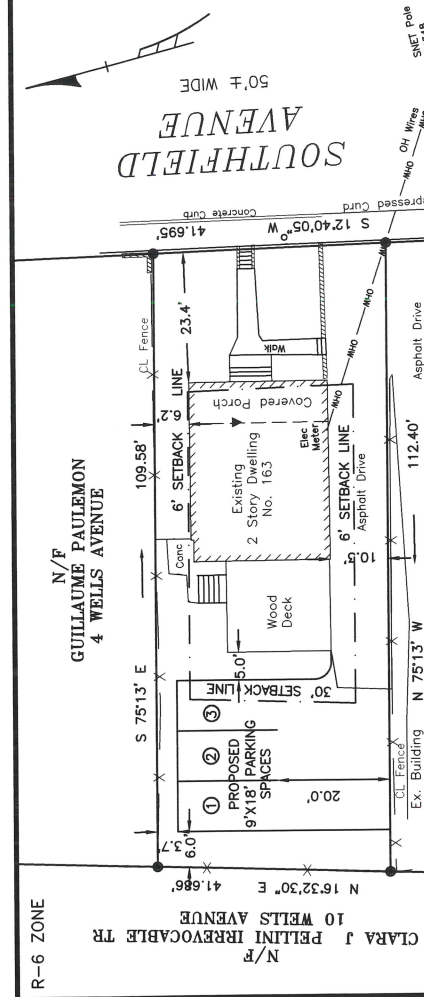 R-6 ZONE
N/F
GUILLAUME PAULEMON
4 WELLS AVENUE
S 75°13' E
109.58'
CL Fence
SOUTHFIELD
AVENUE
50'± WIDE
SNET Pole
OH Wires
OHW
OHW
OHW
OHW
Depressed Curb
Concrete Curb
S 12°40'05" W
41.695'
23.4'
Walk
Covered Porch
6.2'
6' SETBACK LINE
Existing
2 Story Dwelling
No. 163
Elec
Meter
6' SETBACK LINE
Asphalt Drive
10.3'
Conc
Wood
Deck
5.0'
30' SETBACK LINE
3
2
1
PROPOSED
9'X18' PARKING
SPACES
20.0'
3.7'
6.0'
41.686'
N 16°32'30" E
N/F
CLARA J PELLINI IRREVOCABLE TR
10 WELLS AVENUE
CL Fence
Ex. Building
N 75°13' W
112.40'
Asphalt Drive